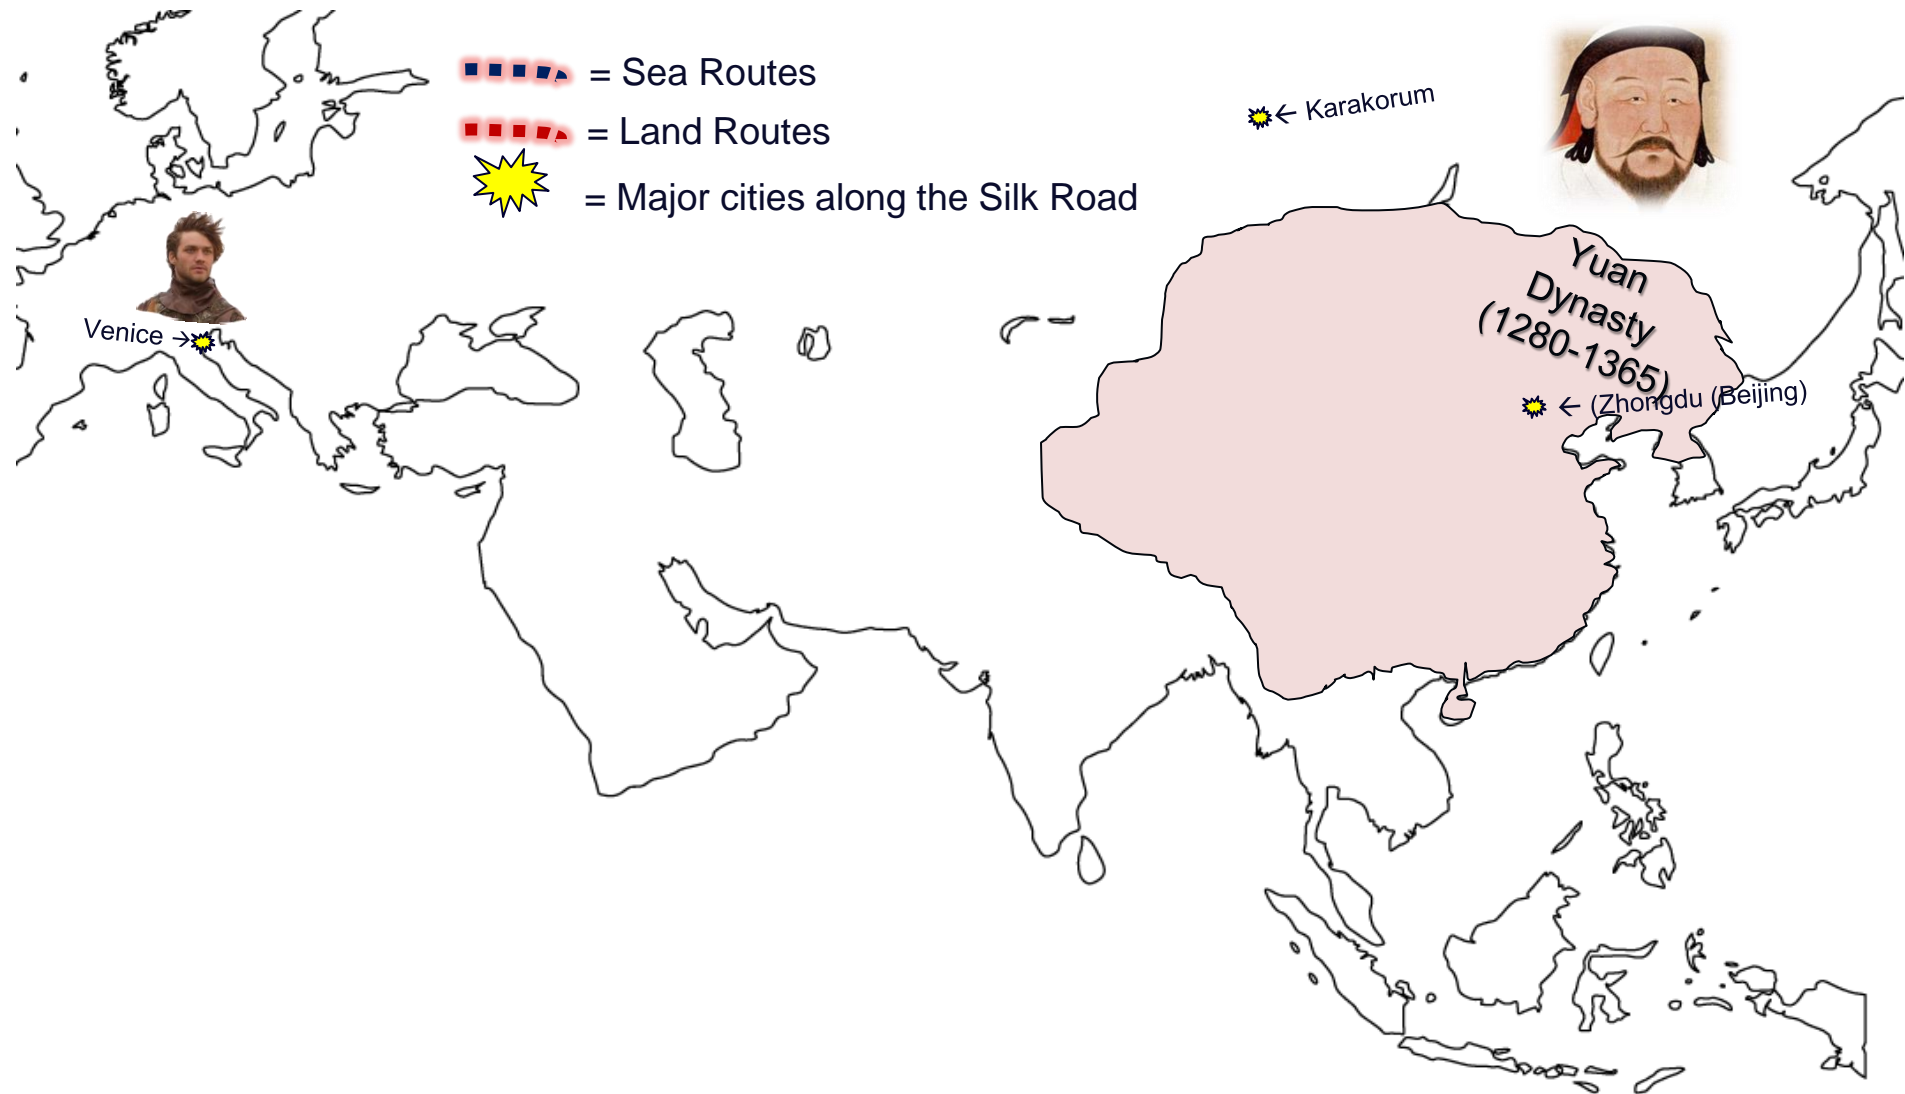 = Sea Routes
= Land Routes
= Major cities along the Silk Road
← Karakorum
Yuan
Dynasty
(1280-1365)
Venice →
← (Zhongdu (Beijing)